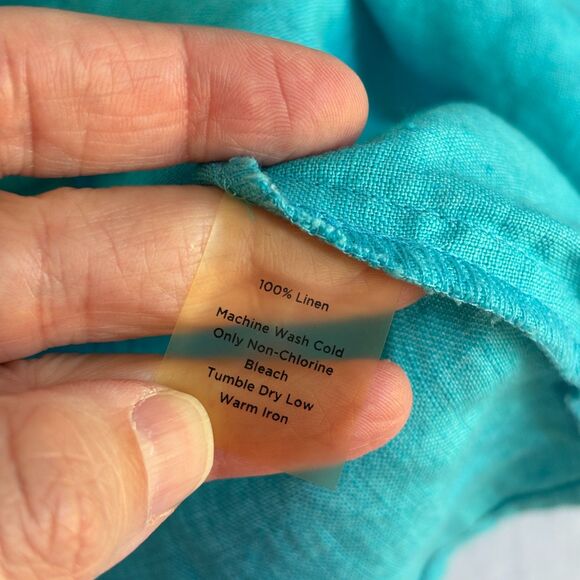 100% Linen
Machine Wash Cold
Only Non-Chlorine
Bleach
Tumble Dry Low
Warm Iron